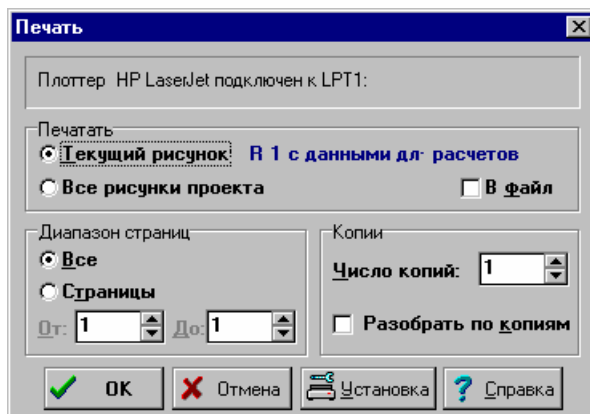 Печать
Плоттер HP LaserJet подключен к LPT1:
Печатать
Текущий рисунок R 1 с данными дл· расчетов
Все рисунки проекта В файл
Диапазон страниц
Все
Страницы
От: 1 До: 1
Копии
Число копий: 1
Разобрать по копиям
OK Отмена Установка ? Справка